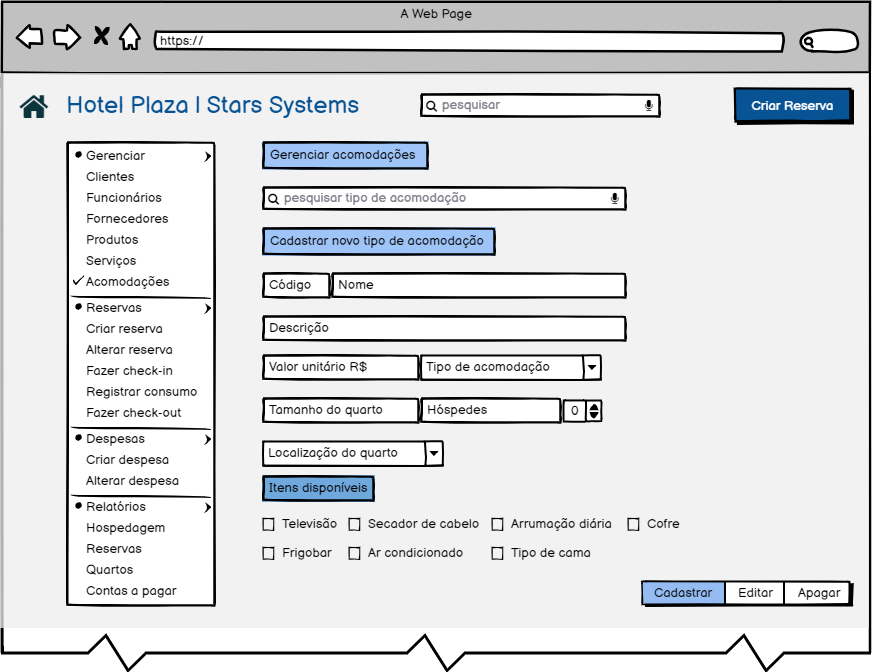 A Web Page
https://
Hotel Plaza | Stars Systems
pesquisar
Criar Reserva
Gerenciar
Clientes
Funcionários
Fornecedores
Produtos
Serviços
Acomodações
Reservas
Criar reserva
Alterar reserva
Fazer check-in
Registrar consumo
Fazer check-out
Despesas
Criar despesa
Alterar despesa
Relatórios
Hospedagem
Reservas
Quartos
Contas a pagar
Gerenciar acomodações
pesquisar tipo de acomodação
Cadastrar novo tipo de acomodação
Código Nome
Descrição
Valor unitário R$ Tipo de acomodação
Tamanho do quarto Hóspedes 0
Localização do quarto
Itens disponíveis
Televisão Secador de cabelo Arrumação diária Cofre
Frigobar Ar condicionado Tipo de cama
Cadastrar Editar Apagar